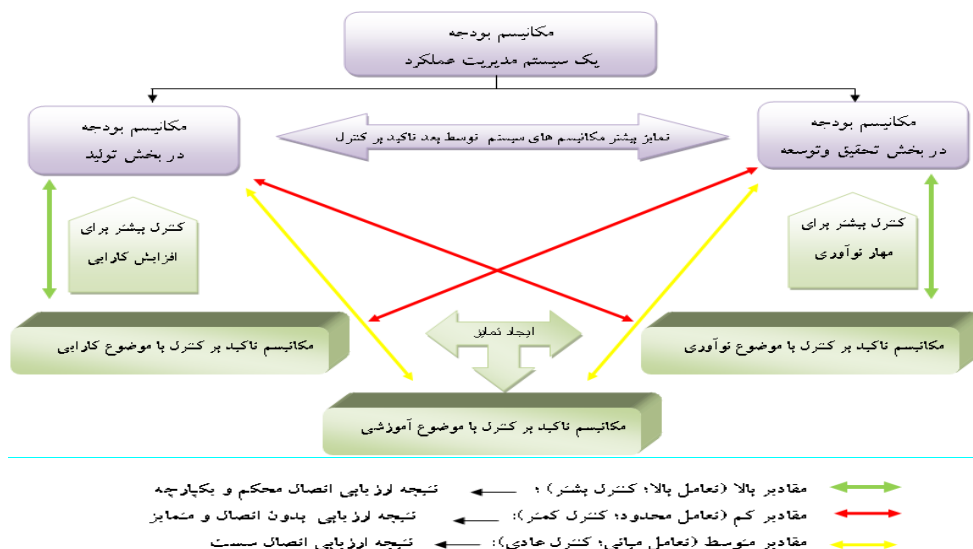 مکانیسم بودجه
یک سیستم مدیریت عملکرد
مکانیسم بودجه
در بخش تحقیق وتوسعه
تمایز بیشتر مکانیسم های سیستم توسط بعد تاکید بر کنترل
مکانیسم بودجه
در بخش تولید
کنترل بیشتر برای
مهار نوآوری
کنترل بیشتر برای
افزایش کارایی
ایجاد تمایز
مکانیسم تاکید بر کنترل با موضوع نوآوری
مکانیسم تاکید بر کنترل با موضوع کارایی
مکانیسم تاکید بر کنترل با موضوع آموزشی
مقادیر بالا (تعامل بالا؛ کنترل بشتر) ؛ نتیجه ارزیابی اتصال محکم و یکپارچه
مقادیر کم (تعامل محدود؛ کنترل کمتر): نتیجه ارزیابی بدون اتصال و متمایز
مقادیر متوسط (تعامل میانی؛ کنترل عادی): نتیجه ارزیابی اتصال سست